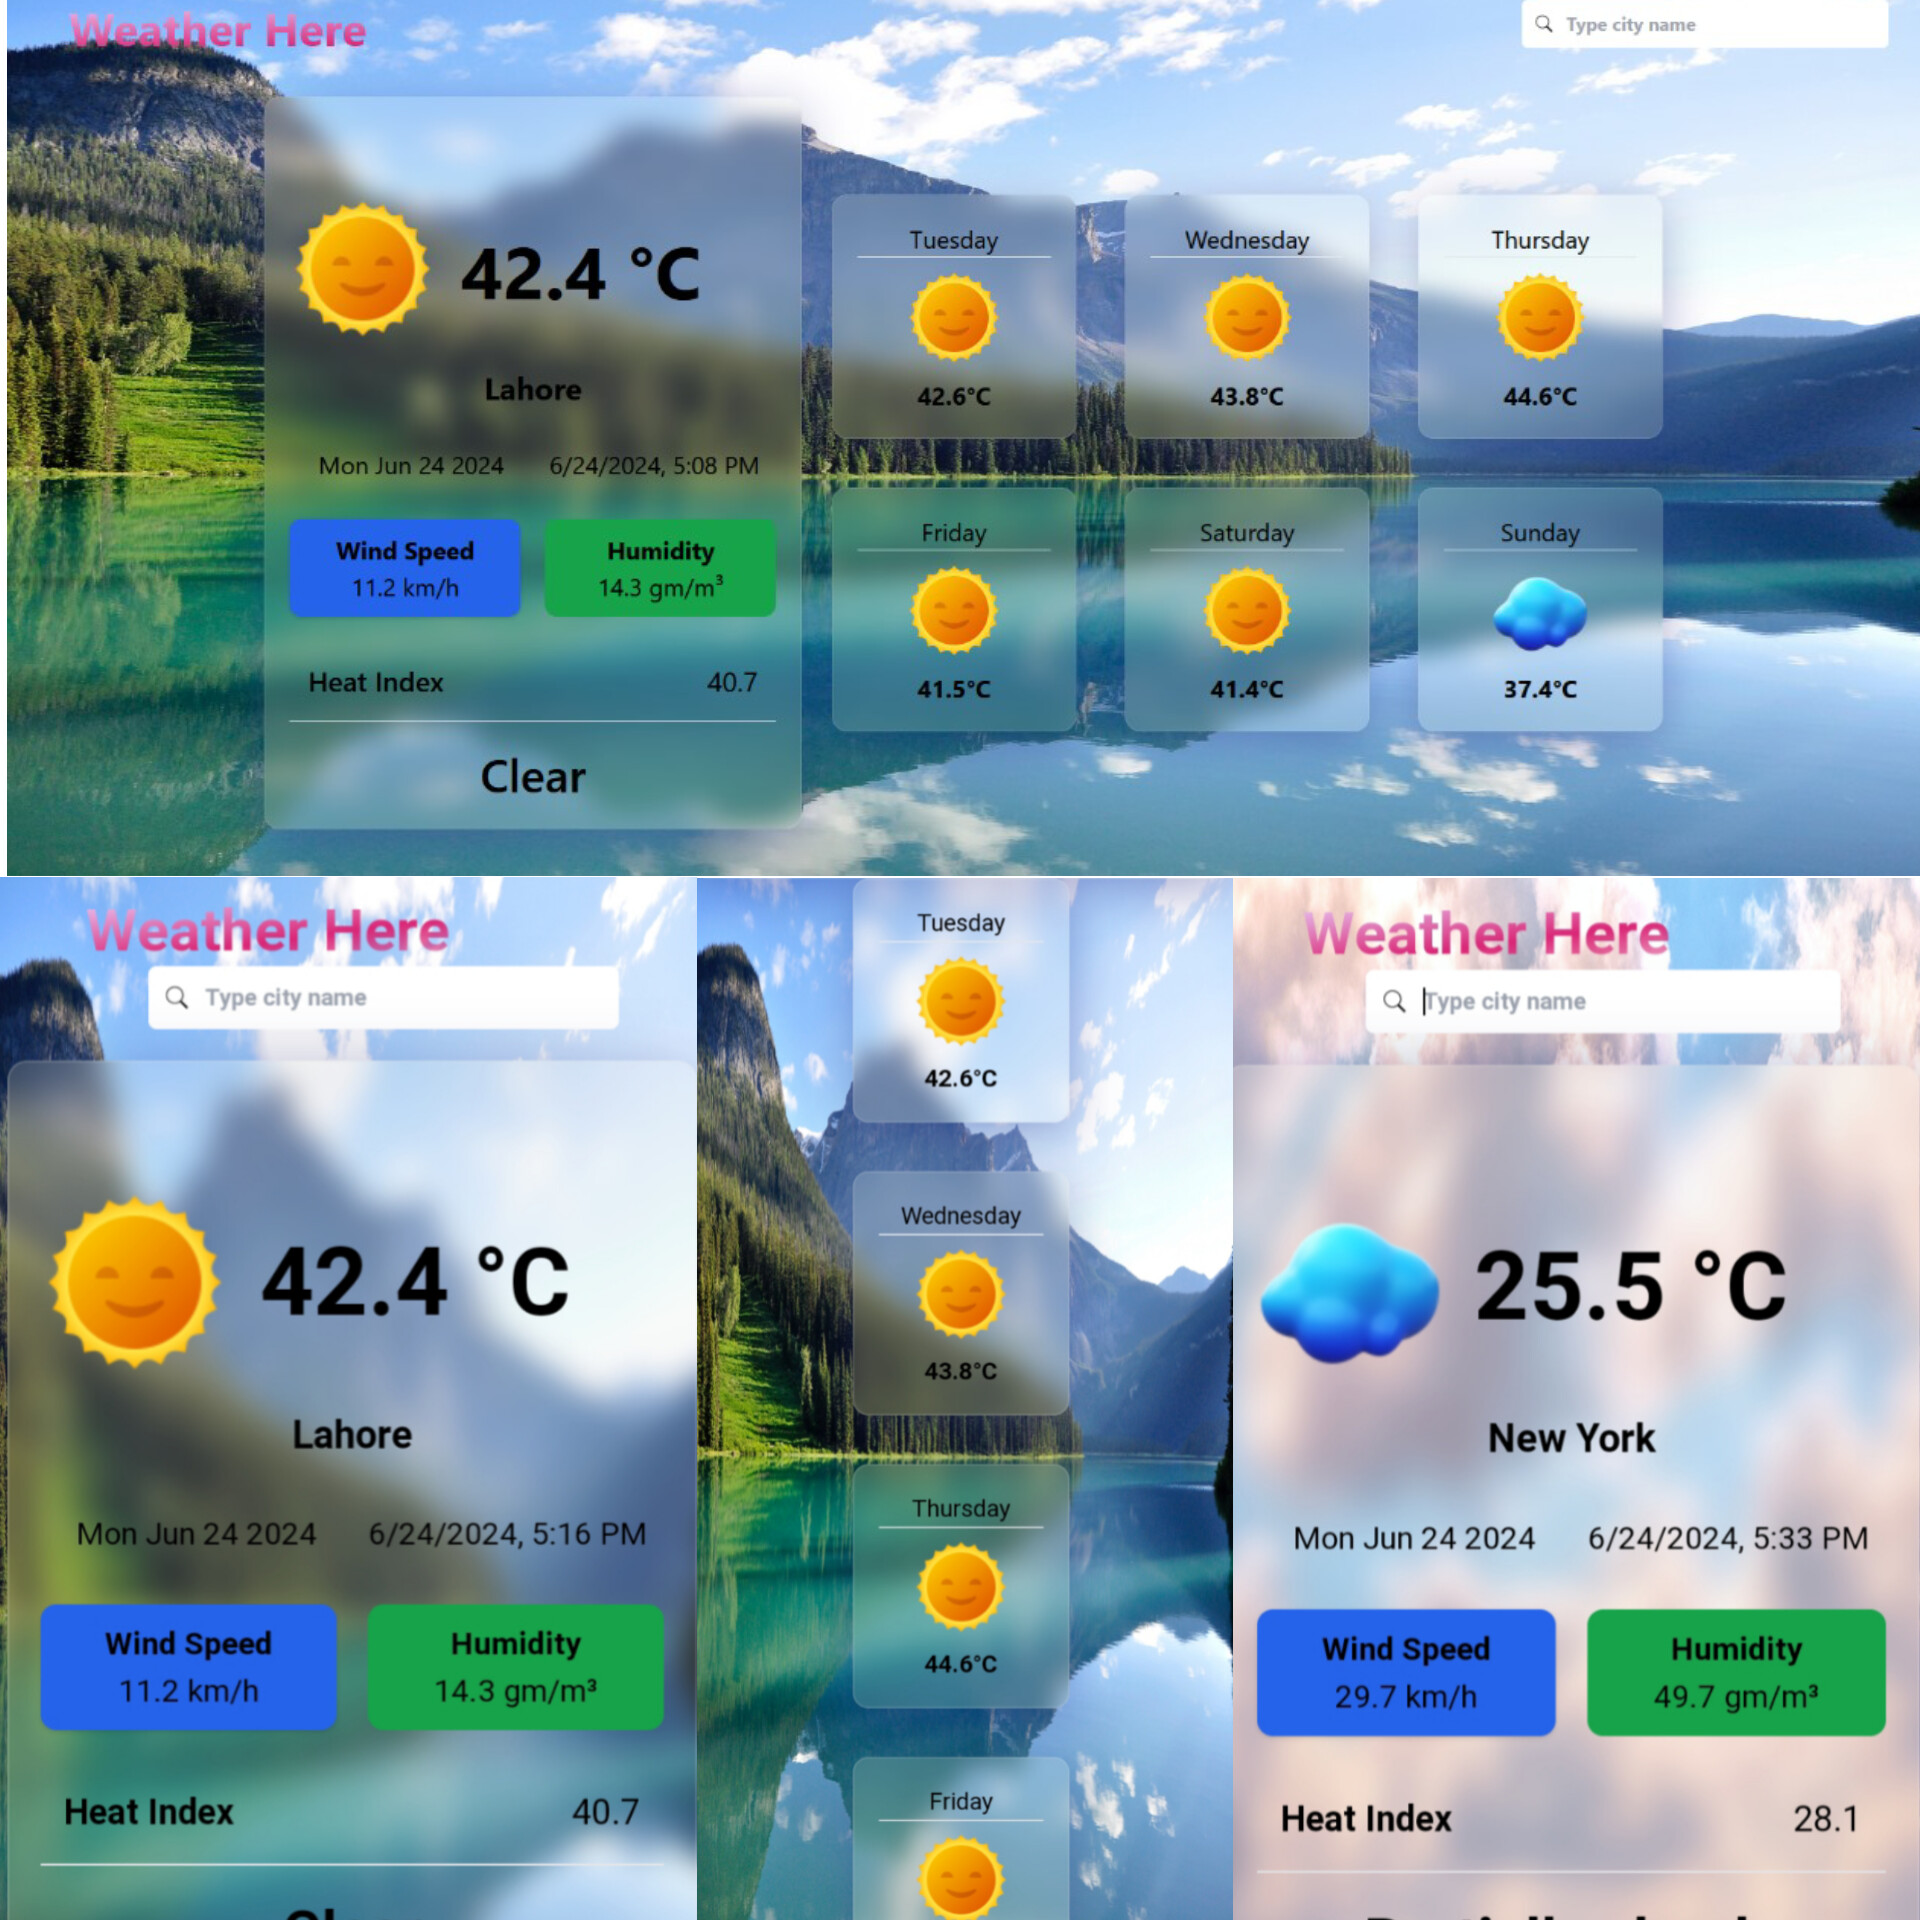 Weather Here
Type city name
42.4 °C
Lahore
Mon Jun 24 2024 6/24/2024, 5:08 PM
Wind Speed Humidity
11.2 km/h 14.3 gm/m³
Heat Index 40.7
Clear
Tuesday Wednesday Thursday
42.6°C 43.8°C 44.6°C
Friday Saturday Sunday
41.5°C 41.4°C 37.4°C
Weather Here
Type city name
42.4 °C
Lahore
Mon Jun 24 2024 6/24/2024, 5:16 PM
Wind Speed Humidity
11.2 km/h 14.3 gm/m³
Heat Index 40.7
Tuesday
42.6°C
Wednesday
43.8°C
Thursday
44.6°C
Friday
Weather Here
Type city name
25.5 °C
New York
Mon Jun 24 2024 6/24/2024, 5:33 PM
Wind Speed Humidity
29.7 km/h 49.7 gm/m³
Heat Index 28.1